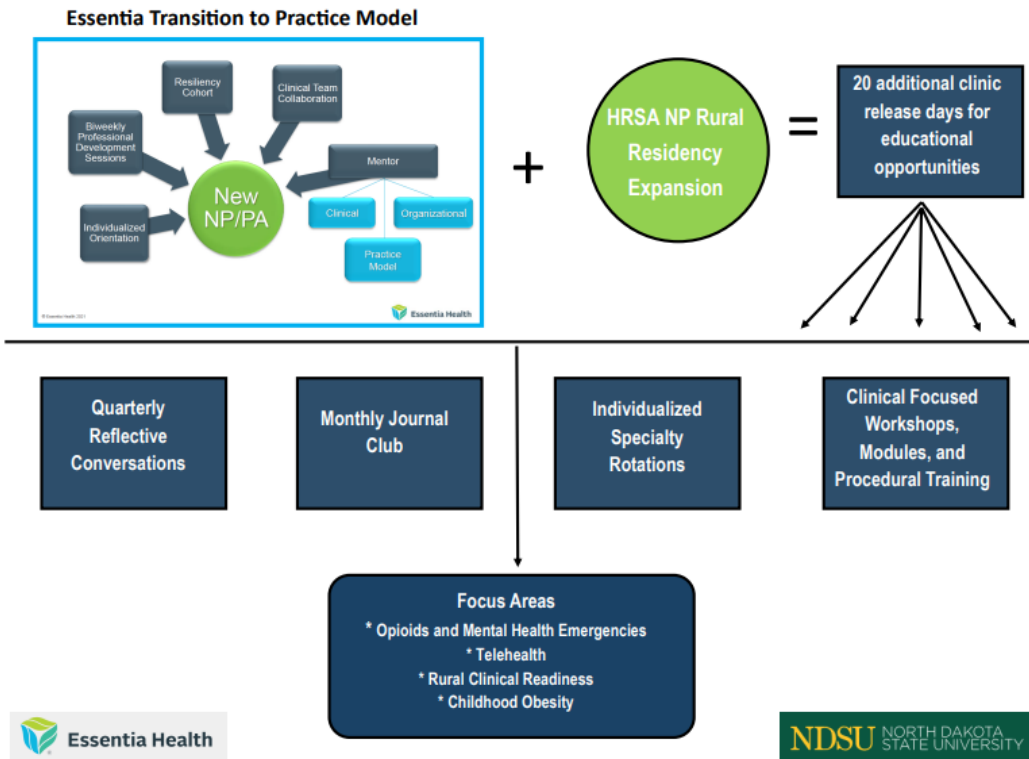 Essentia Transition to Practice Model
Resiliency
Cohort
Clinical Team
Collaboration
Biweekly
Professional
Development
Sessions
Mentor
New
NP/PA
Clinical
Organizational
Individualized
Orientation
Practice
Model
© Essentia Health 2021
Essentia Health
+
HRSA NP Rural
Residency
Expansion
=
20 additional clinic
release days for
educational
opportunities
Quarterly
Reflective
Conversations
Monthly Journal
Club
Individualized
Specialty
Rotations
Clinical Focused
Workshops,
Modules, and
Procedural Training
Focus Areas
* Opioids and Mental Health Emergencies
* Telehealth
* Rural Clinical Readiness
* Childhood Obesity
Essentia Health
NDSU NORTH DAKOTA
STATE UNIVERSITY